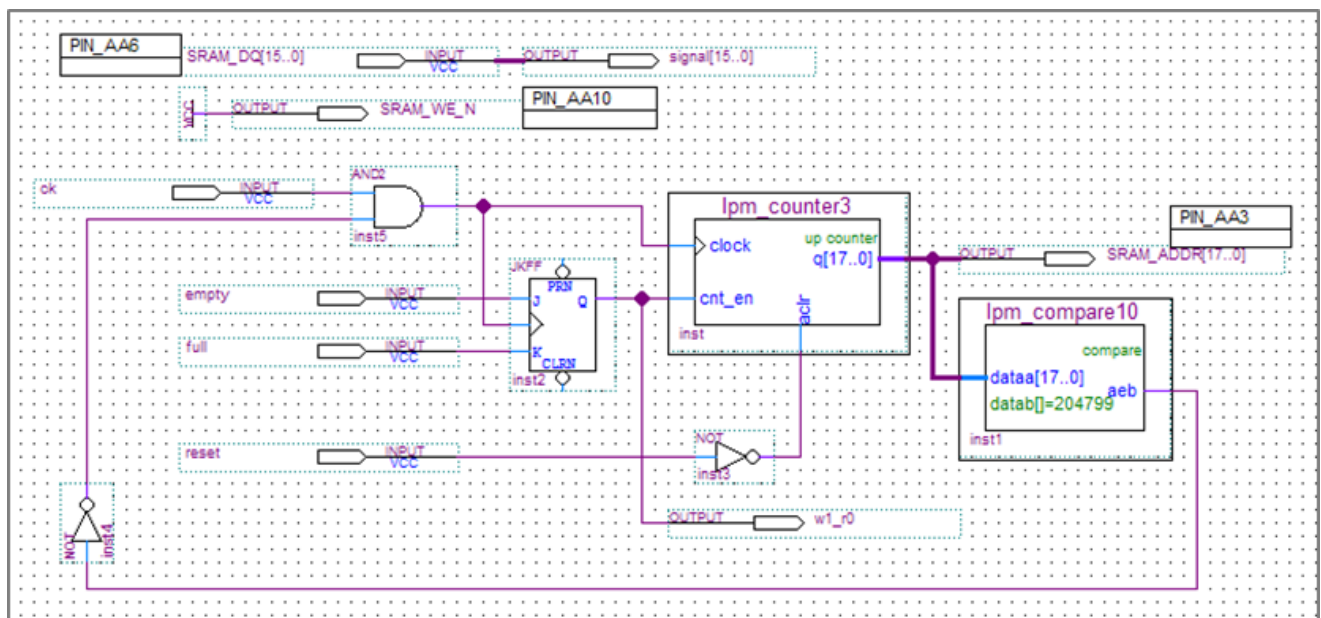 PIN_AA6
SRAM_DQ[15..0]
INPUT
VCC
OUTPUT
signal[15..0]
VCC
OUTPUT
SRAM_WE_N
PIN_AA10
ck
INPUT
VCC
AND2
inst5
lpm_counter3
clock
up counter
q[17..0]
cnt_en
aclr
inst
PIN_AA3
OUTPUT
SRAM_ADDR[17..0]
empty
INPUT
VCC
JKFF
PRN
J
Q
K
CLRN
inst2
full
INPUT
VCC
lpm_compare10
compare
dataa[17..0]
aeb
datab[]=204799
inst1
reset
INPUT
VCC
NOT
inst3
NOT
inst4
OUTPUT
w1_r0